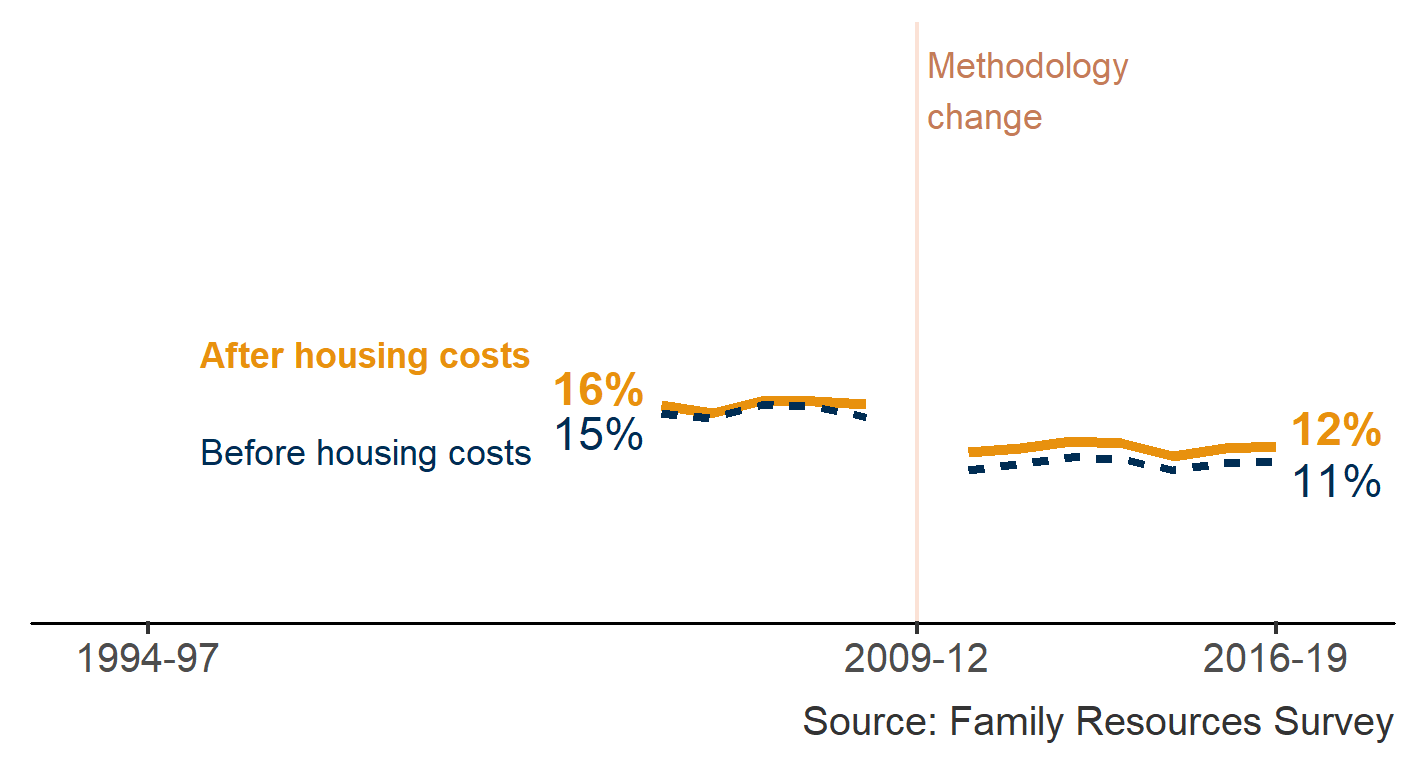 Methodology
change
After housing costs
16%
15%
Before housing costs
12%
11%
1994-97
2009-12
2016-19
Source: Family Resources Survey